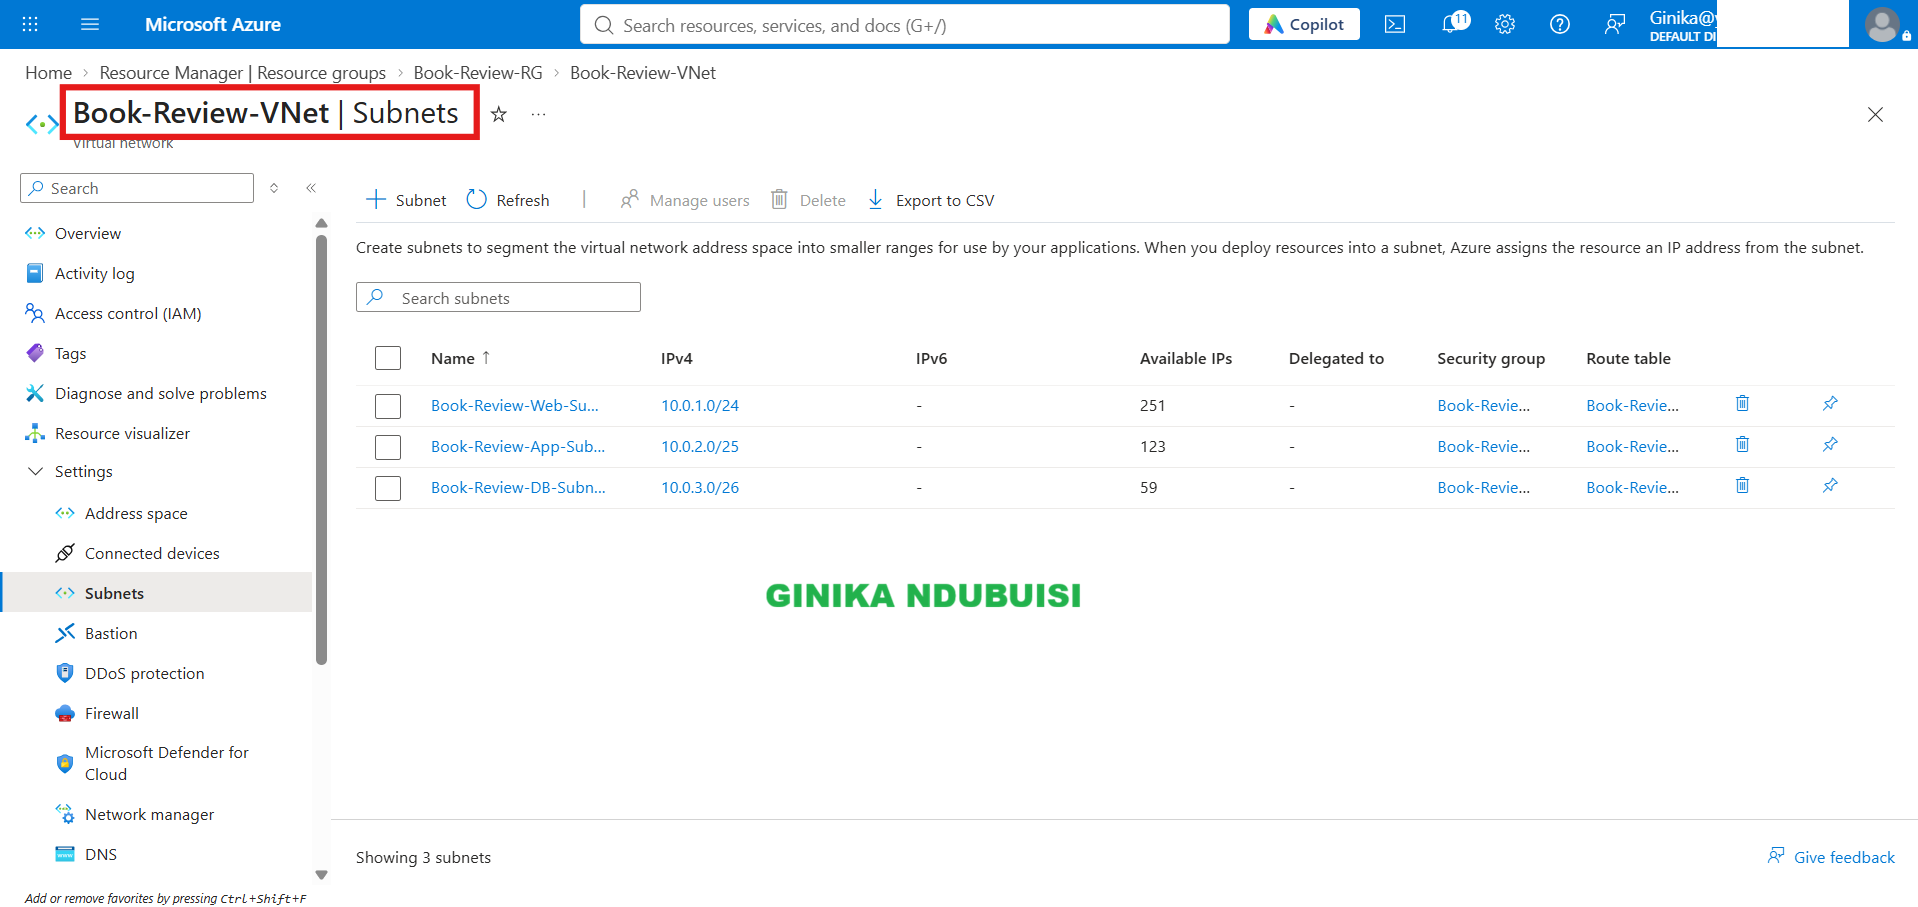 Microsoft Azure
Search resources, services, and docs (G+/)
Copilot
11
Ginika@
DEFAULT DI
Home > Resource Manager | Resource groups > Book-Review-RG > Book-Review-VNet
Book-Review-VNet | Subnets
Virtual network
Search
Subnet
Refresh
Manage users
Delete
Export to CSV
Overview
Activity log
Access control (IAM)
Tags
Diagnose and solve problems
Resource visualizer
Settings
Address space
Connected devices
Subnets
Bastion
DDoS protection
Firewall
Microsoft Defender for
Cloud
Network manager
DNS
Add or remove favorites by pressing Ctrl+Shift+F
Create subnets to segment the virtual network address space into smaller ranges for use by your applications. When you deploy resources into a subnet, Azure assigns the resource an IP address from the subnet.
Search subnets
Name ↑ IPv4 IPv6 Available IPs Delegated to Security group Route table
Book-Review-Web-Su... 10.0.1.0/24 - 251 - Book-Revie... Book-Revie...
Book-Review-App-Sub... 10.0.2.0/25 - 123 - Book-Revie... Book-Revie...
Book-Review-DB-Subn... 10.0.3.0/26 - 59 - Book-Revie... Book-Revie...
GINIKA NDUBUISI
Showing 3 subnets
Give feedback